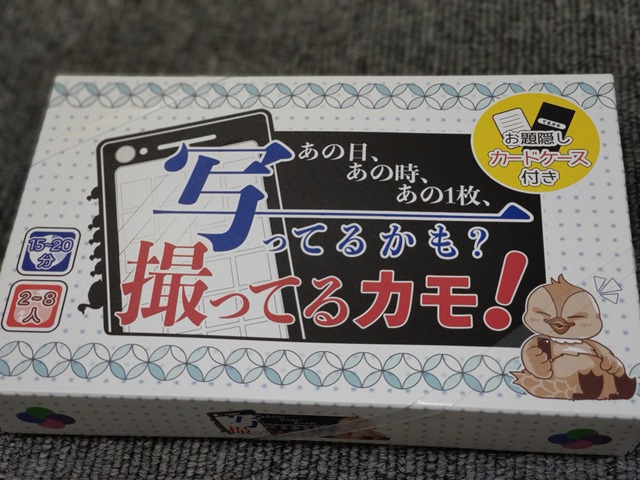 お題隠し
カードケース
付き
あの日、
あの時、
あの1枚、
写ってるかも?
撮ってるカモ!
15-20
分
2-8
人